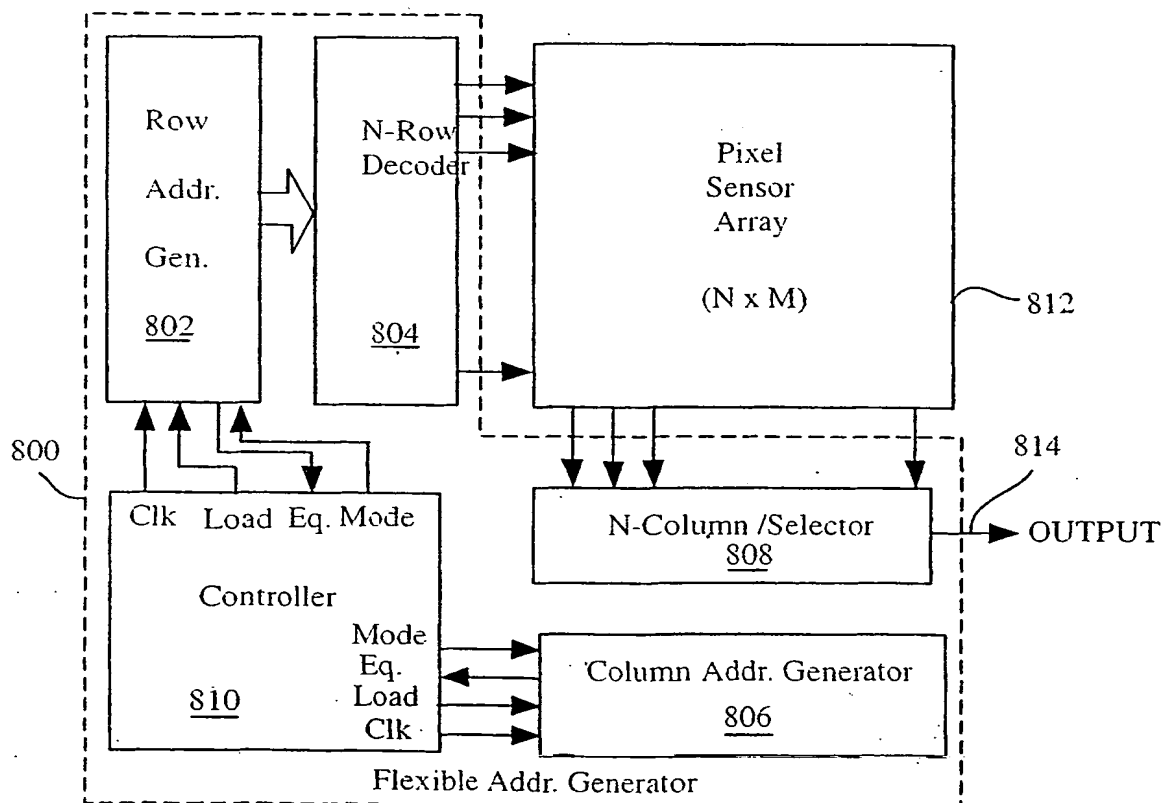 Row
Addr.
Gen.
802
N-Row
Decoder
804
Pixel
Sensor
Array
(N x M)
812
800
Clk Load Eq. Mode
Controller
810
Mode
Eq.
Load
Clk
N-Column /Selector
808
814
OUTPUT
Column Addr. Generator
806
Flexible Addr. Generator